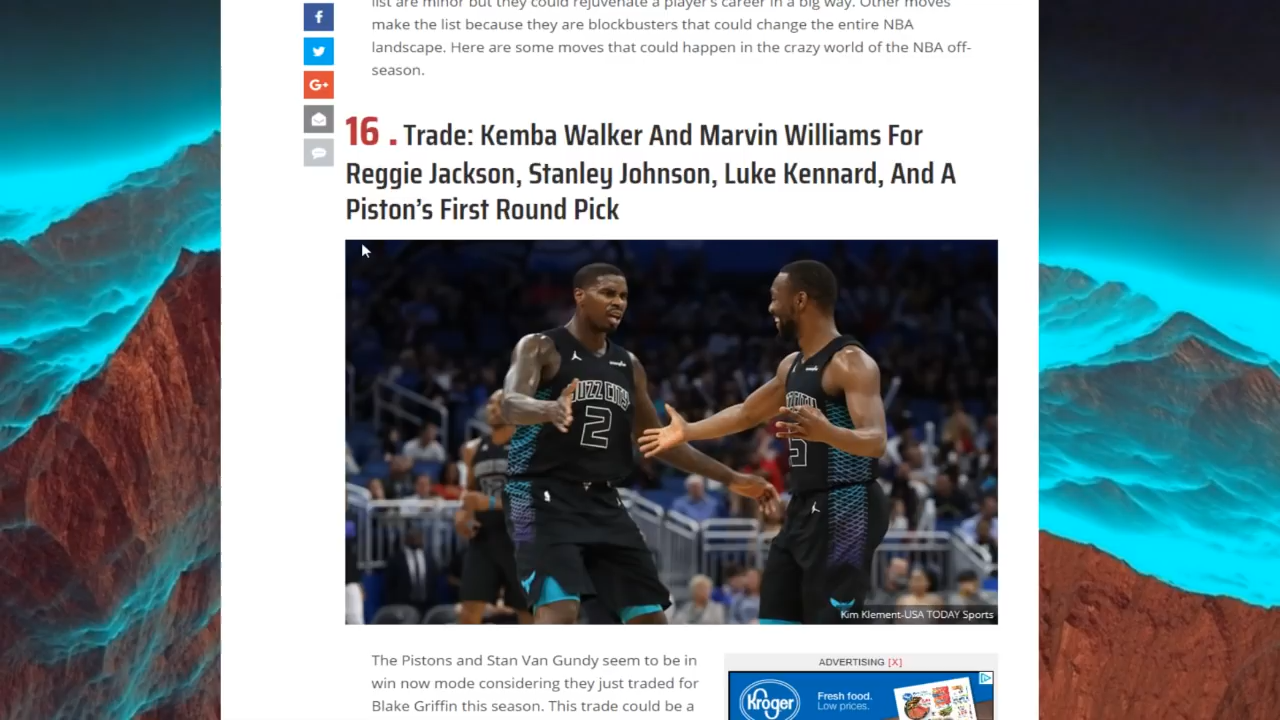 list are minor but they could rejuvenate a player's career in a big way. Other moves
make the list because they are blockbusters that could change the entire NBA
landscape. Here are some moves that could happen in the crazy world of the NBA off-
season.
16 . Trade: Kemba Walker And Marvin Williams For
Reggie Jackson, Stanley Johnson, Luke Kennard, And A
Piston's First Round Pick
BUZZ CITY
2
5
Kim Klement-USA TODAY Sports
The Pistons and Stan Van Gundy seem to be in
win now mode considering they just traded for
Blake Griffin this season. This trade could be a
ADVERTISING [X]
Kroger
Fresh food.
Low prices.